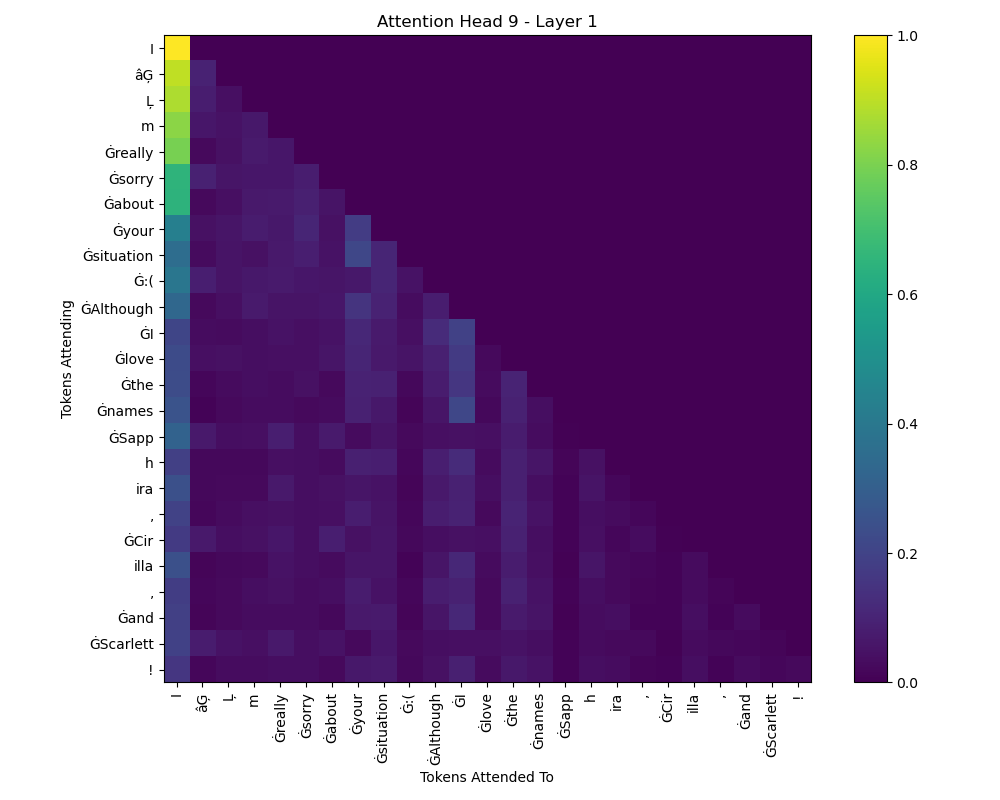 Attention Head 9 - Layer 1
Tokens Attending
I
âĢ
Ļ
m
Ġreally
Ġsorry
Ġabout
Ġyour
Ġsituation
Ġ:(
ĠAlthough
ĠI
Ġlove
Ġthe
Ġnames
ĠSapp
h
ira
,
ĠCir
illa
,
Ġand
ĠScarlett
!
I
âĢ
Ļ
m
Ġreally
Ġsorry
Ġabout
Ġyour
Ġsituation
Ġ:(
ĠAlthough
ĠI
Ġlove
Ġthe
Ġnames
ĠSapp
h
ira
,
ĠCir
illa
,
Ġand
ĠScarlett
!
Tokens Attended To
1.0
0.8
0.6
0.4
0.2
0.0